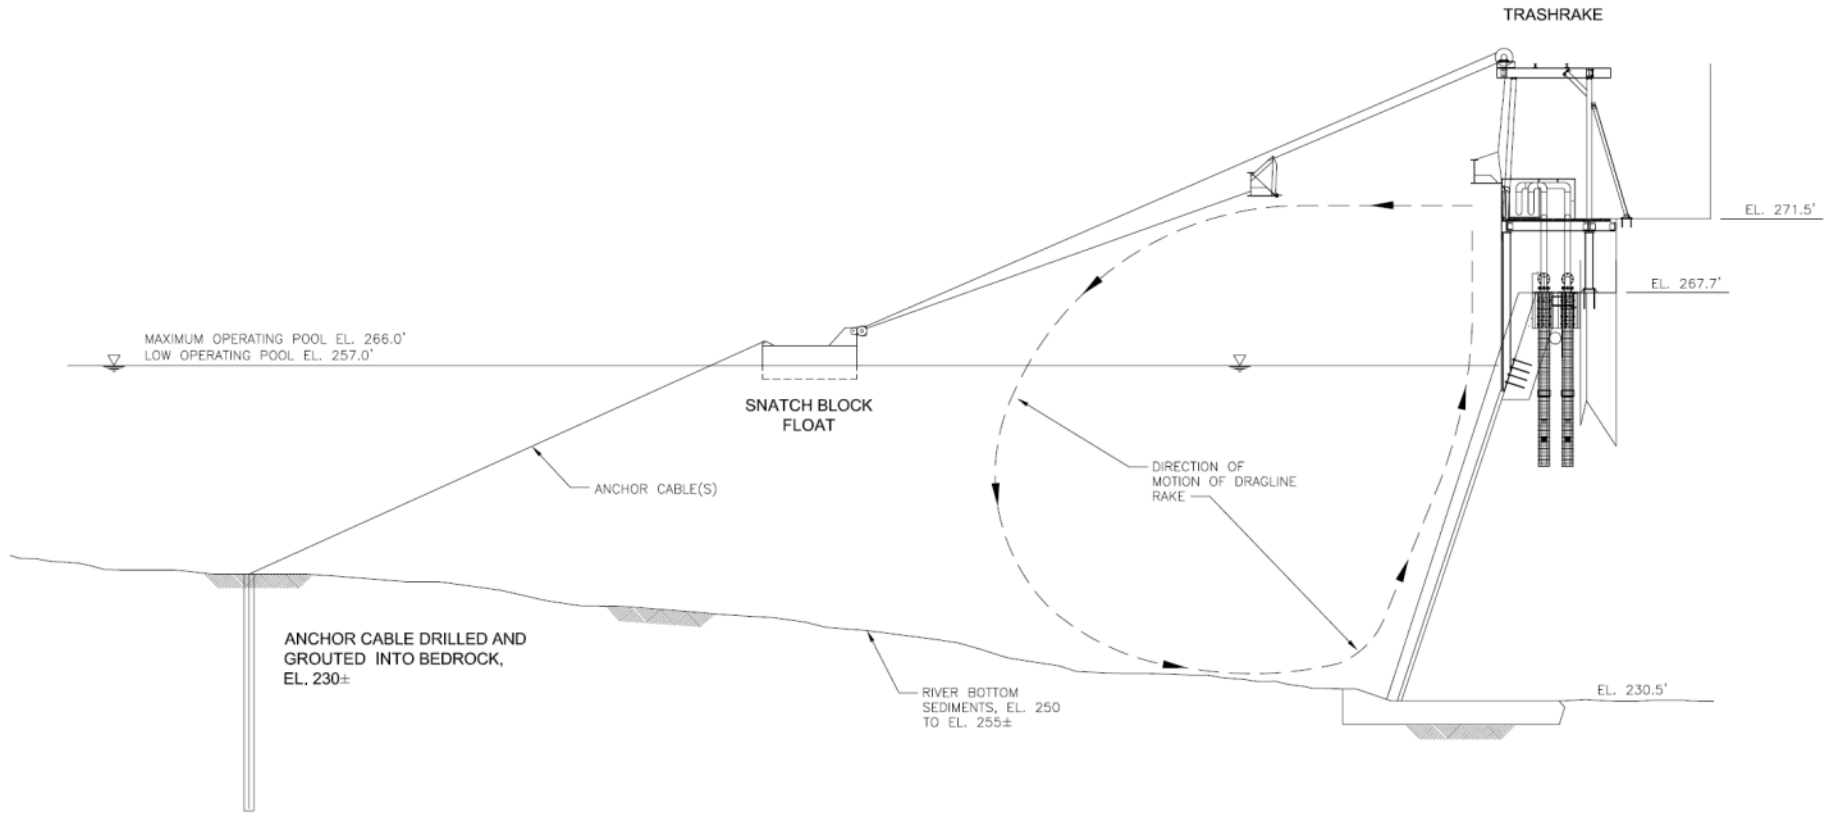 TRASHRAKE
EL. 271.5'
EL. 267.7'
MAXIMUM OPERATING POOL EL. 266.0'
LOW OPERATING POOL EL. 257.0'
SNATCH BLOCK
FLOAT
DIRECTION OF
MOTION OF DRAGLINE
RAKE
ANCHOR CABLE(S)
ANCHOR CABLE DRILLED AND
GROUTED INTO BEDROCK,
EL. 230±
RIVER BOTTOM
SEDIMENTS, EL. 250
TO EL. 255±
EL. 230.5'